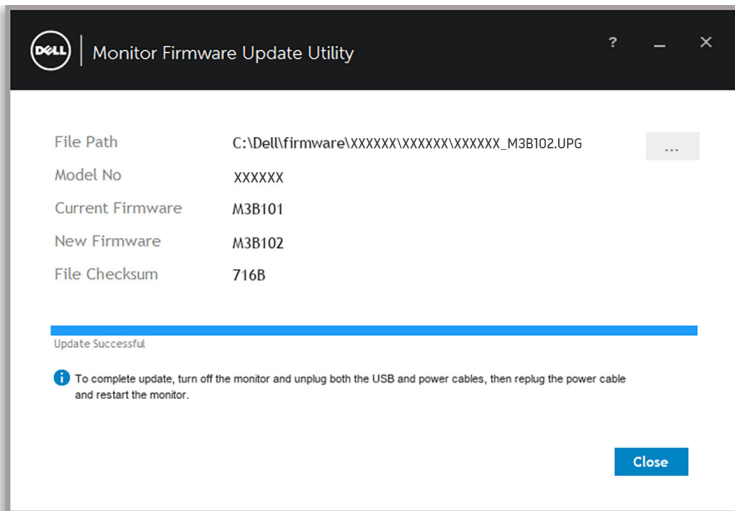 DELL Monitor Firmware Update Utility ? _ ×
File Path C:\Dell\firmware\XXXXXX\XXXXXX\XXXXXX_M3B102.UPG ...
Model No XXXXXX
Current Firmware M3B101
New Firmware M3B102
File Checksum 716B
Update Successful
i To complete update, turn off the monitor and unplug both the USB and power cables, then replug the power cable
and restart the monitor.
Close